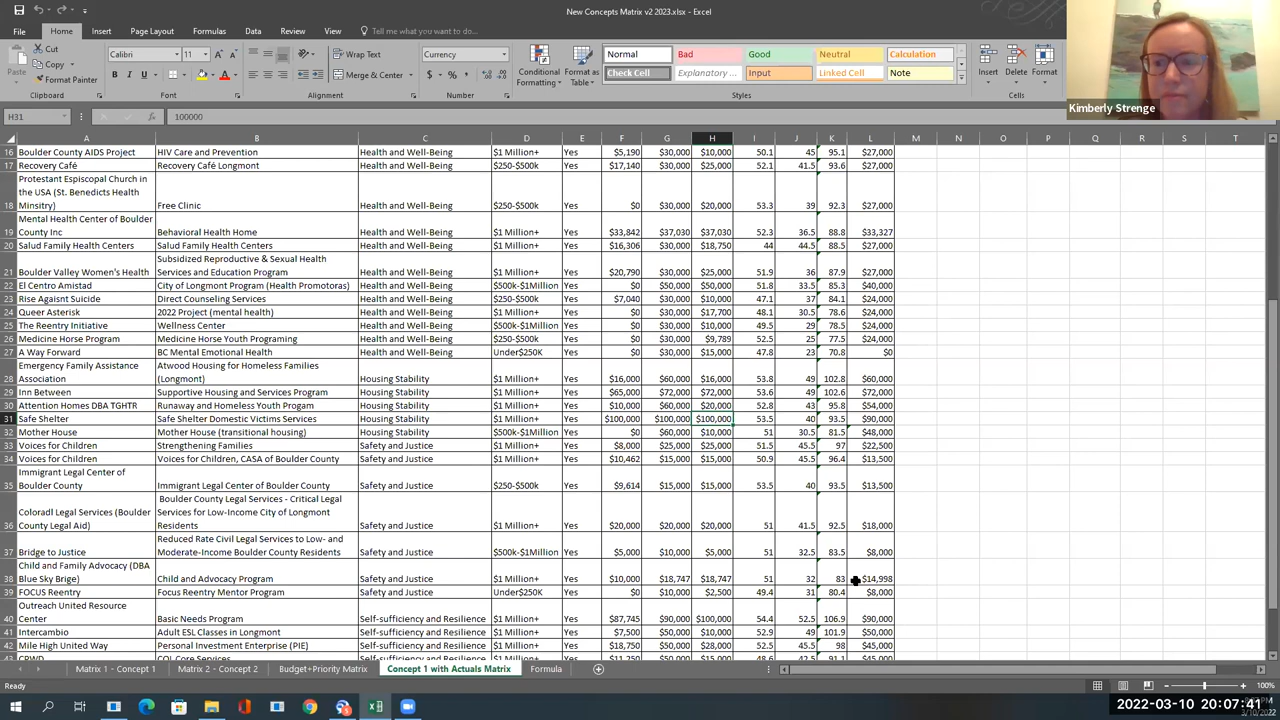 New Concepts Matrix v2 2023.xlsx - Excel
File Home Insert Page Layout Formulas Data Review View Tell me what you want to do...
Cut
Copy
Format Painter
Paste
Clipboard
Calibri 11
Font
Wrap Text
Merge & Center
Alignment
Currency
Number
Conditional Formatting
Format as Table
Normal Bad Good Neutral Calculation
Check Cell Explanatory ... Input Linked Cell Note
Styles
Insert Delete Format
Cells
Kimberly Strenge
H31 100000
A B C D E F G H I J K L M N O P Q R S T
16 Boulder County AIDS Project HIV Care and Prevention Health and Well-Being $1 Million+ Yes $5,190 $30,000 $10,000 50.1 45 95.1 $27,000
17 Recovery Café Recovery Café Longmont Health and Well-Being $250-$500k Yes $17,140 $30,000 $25,000 52.1 41.5 93.6 $27,000
Protestant Espiscopal Church in
the USA (St. Benedicts Health
18 Minsitry) Free Clinic Health and Well-Being $250-$500k Yes $0 $30,000 $20,000 53.3 39 92.3 $27,000
Mental Health Center of Boulder
19 County Inc Behavioral Health Home Health and Well-Being $1 Million+ Yes $33,842 $37,030 $37,030 52.3 36.5 88.8 $33,327
20 Salud Family Health Centers Salud Family Health Centers Health and Well-Being $1 Million+ Yes $16,306 $30,000 $18,750 44 44.5 88.5 $27,000
Subsidized Reproductive & Sexual Health
21 Boulder Valley Women's Health Services and Education Program Health and Well-Being $1 Million+ Yes $20,790 $30,000 $25,000 51.9 36 87.9 $27,000
22 El Centro Amistad City of Longmont Program (Health Promotoras) Health and Well-Being $500k-$1Million Yes $0 $50,000 $50,000 51.8 33.5 85.3 $40,000
23 Rise Agaisnt Suicide Direct Counseling Services Health and Well-Being $250-$500k Yes $7,040 $30,000 $10,000 47.1 37 84.1 $24,000
24 Queer Asterisk 2022 Project (mental health) Health and Well-Being $1 Million+ Yes $0 $30,000 $17,700 48.1 30.5 78.6 $24,000
25 The Reentry Initiative Wellness Center Health and Well-Being $500k-$1Million Yes $0 $30,000 $10,000 49.5 29 78.5 $24,000
26 Medicine Horse Program Medicine Horse Youth Programing Health and Well-Being $250-$500k Yes $0 $30,000 $9,789 52.5 25 77.5 $24,000
27 A Way Forward BC Mental Emotional Health Health and Well-Being Under$250K Yes $0 $30,000 $15,000 47.8 23 70.8 $0
Emergency Family Assistance Atwood Housing for Homeless Families
28 Association (Longmont) Housing Stability $1 Million+ Yes $16,000 $60,000 $16,000 53.8 49 102.8 $60,000
29 Inn Between Supportive Housing and Services Program Housing Stability $1 Million+ Yes $65,000 $72,000 $72,000 53.6 49 102.6 $72,000
30 Attention Homes DBA TGHTR Runaway and Homeless Youth Progam Housing Stability $1 Million+ Yes $10,000 $60,000 $20,000 52.8 43 95.8 $54,000
31 Safe Shelter Safe Shelter Domestic Victims Services Housing Stability $1 Million+ Yes $100,000 $100,000 $100,000 53.5 40 93.5 $90,000
32 Mother House Mother House (transitional housing) Housing Stability $500k-$1Million Yes $0 $60,000 $10,000 51 30.5 81.5 $48,000
33 Voices for Children Strengthening Families Safety and Justice $1 Million+ Yes $8,000 $25,000 $25,000 51.5 45.5 97 $22,500
34 Voices for Children Voices for Children, CASA of Boulder County Safety and Justice $1 Million+ Yes $10,462 $15,000 $15,000 50.9 45.5 96.4 $13,500
Immigrant Legal Center of
35 Boulder County Immigrant Legal Center of Boulder County Safety and Justice $250-$500k Yes $9,614 $15,000 $15,000 53.5 40 93.5 $13,500
Boulder County Legal Services - Critical Legal
Coloradl Legal Services (Boulder Services for Low-Income City of Longmont
36 County Legal Aid) Residents Safety and Justice $1 Million+ Yes $20,000 $20,000 $20,000 51 41.5 92.5 $18,000
Reduced Rate Civil Legal Services to Low- and
37 Bridge to Justice Moderate-Income Boulder County Residents Safety and Justice $500k-$1Million Yes $5,000 $10,000 $5,000 51 32.5 83.5 $8,000
Child and Family Advocacy (DBA
38 Blue Sky Brige) Child and Advocacy Program Safety and Justice $1 Million+ Yes $10,000 $18,747 $18,747 51 32 83 $14,998
39 FOCUS Reentry Focus Reentry Mentor Program Safety and Justice Under$250K Yes $0 $10,000 $2,500 49.4 31 80.4 $8,000
Outreach United Resource
40 Center Basic Needs Program Self-sufficiency and Resilience $1 Million+ Yes $87,745 $90,000 $100,000 54.4 52.5 106.9 $90,000
41 Intercambio Adult ESL Classes in Longmont Self-sufficiency and Resilience $1 Million+ Yes $7,500 $50,000 $10,000 52.9 49 101.9 $50,000
42 Mile High United Way Personal Investment Enterprise (PIE) Self-sufficiency and Resilience $1 Million+ Yes $18,750 $50,000 $28,000 52.5 45.5 98 $45,000
Matrix 1 - Concept 1 Matrix 2 - Concept 2 Budget+Priority Matrix Concept 1 with Actuals Matrix Formula
Ready 100%
2022-03-10 20:07:41